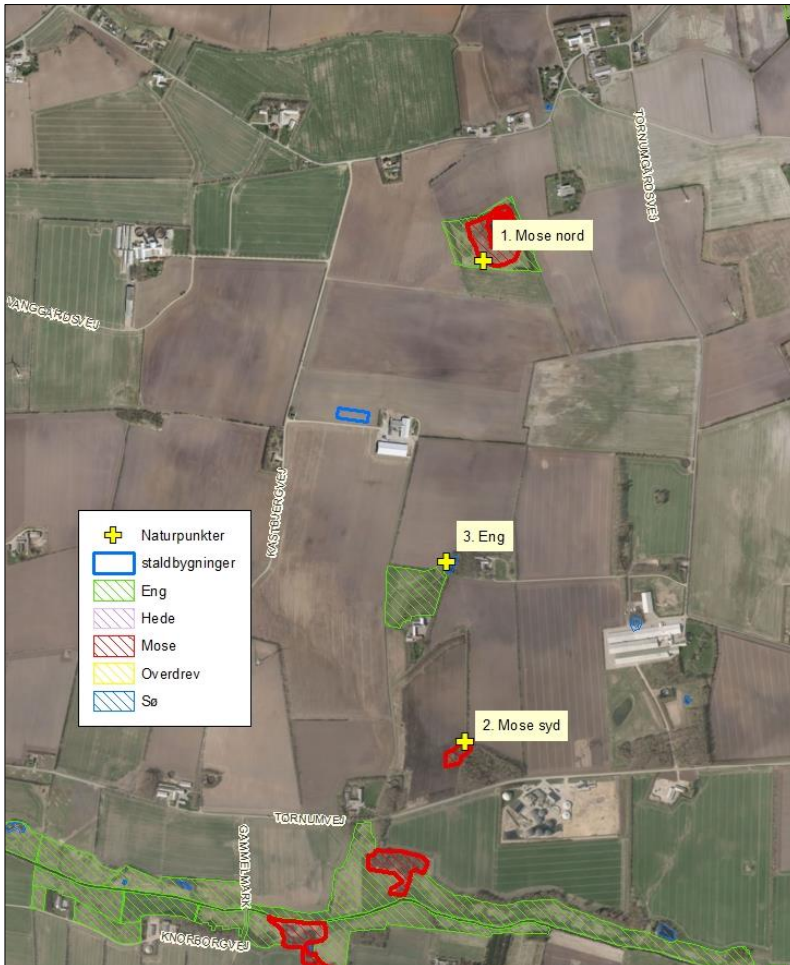 TORNUMGÅRDSVEJ
1. Mose nord
VANGGÅRDSVEJ
KASTBJERGVEJ
3. Eng
Naturpunkter
staldbygninger
Eng
Hede
Mose
Overdrev
Sø
2. Mose syd
TORNUMVEJ
GAMMELMARK
KNORBORGVEJ